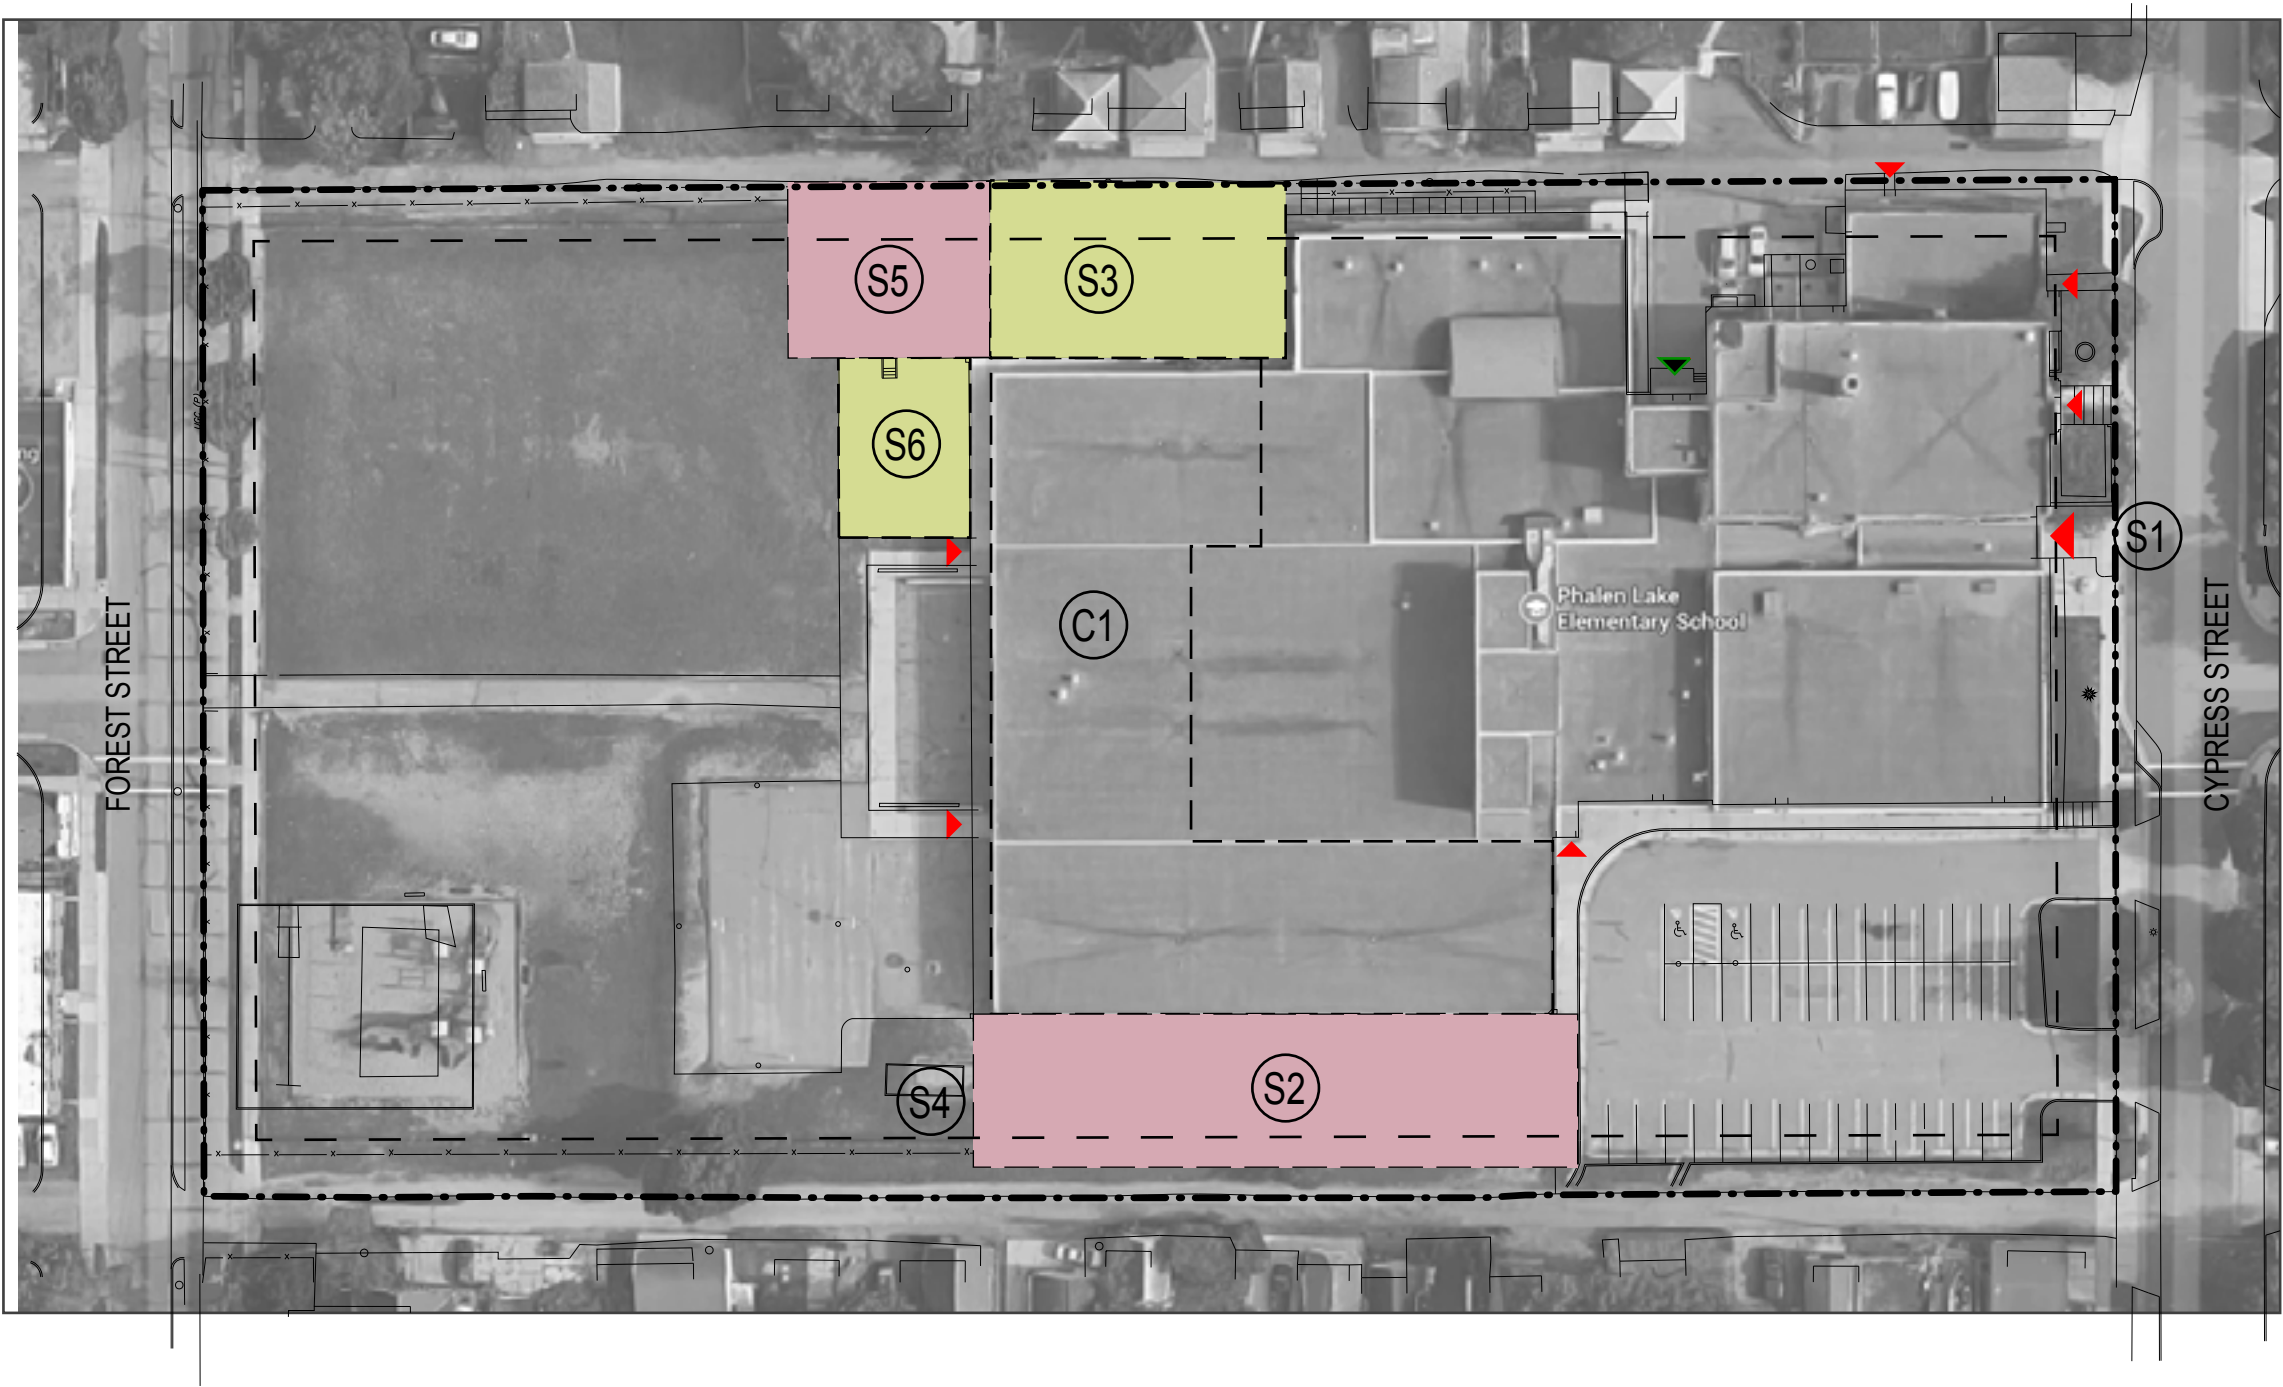 S5
S3
S6
S1
FOREST STREET
C1
Phalen Lake
Elementary School
CYPRESS STREET
S4
S2